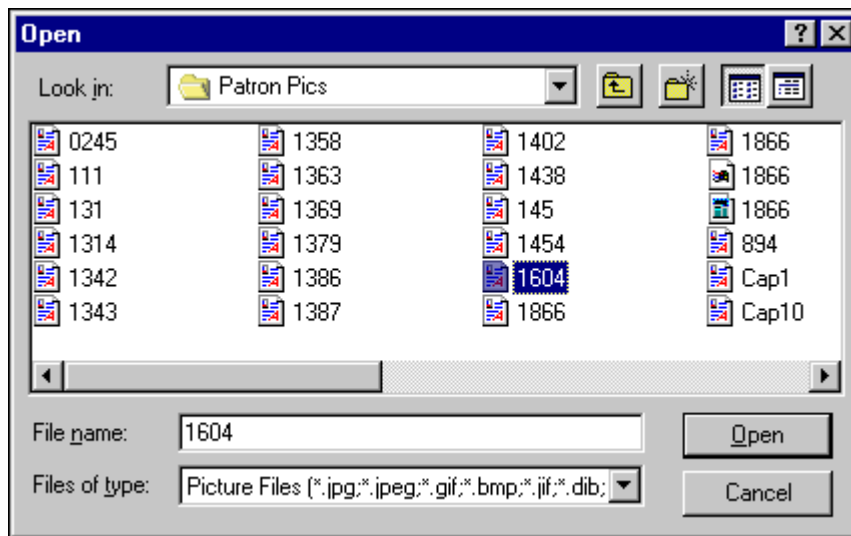 Open
Look in: Patron Pics
0245 1358 1402 1866
111 1363 1438 1866
131 1369 145 1866
1314 1379 1454 894
1342 1386 1604 Cap1
1343 1387 1866 Cap10
File name: 1604 Open
Files of type: Picture Files (*.jpg;*.jpeg;*.gif;*.bmp;*.jif;*.dib; Cancel